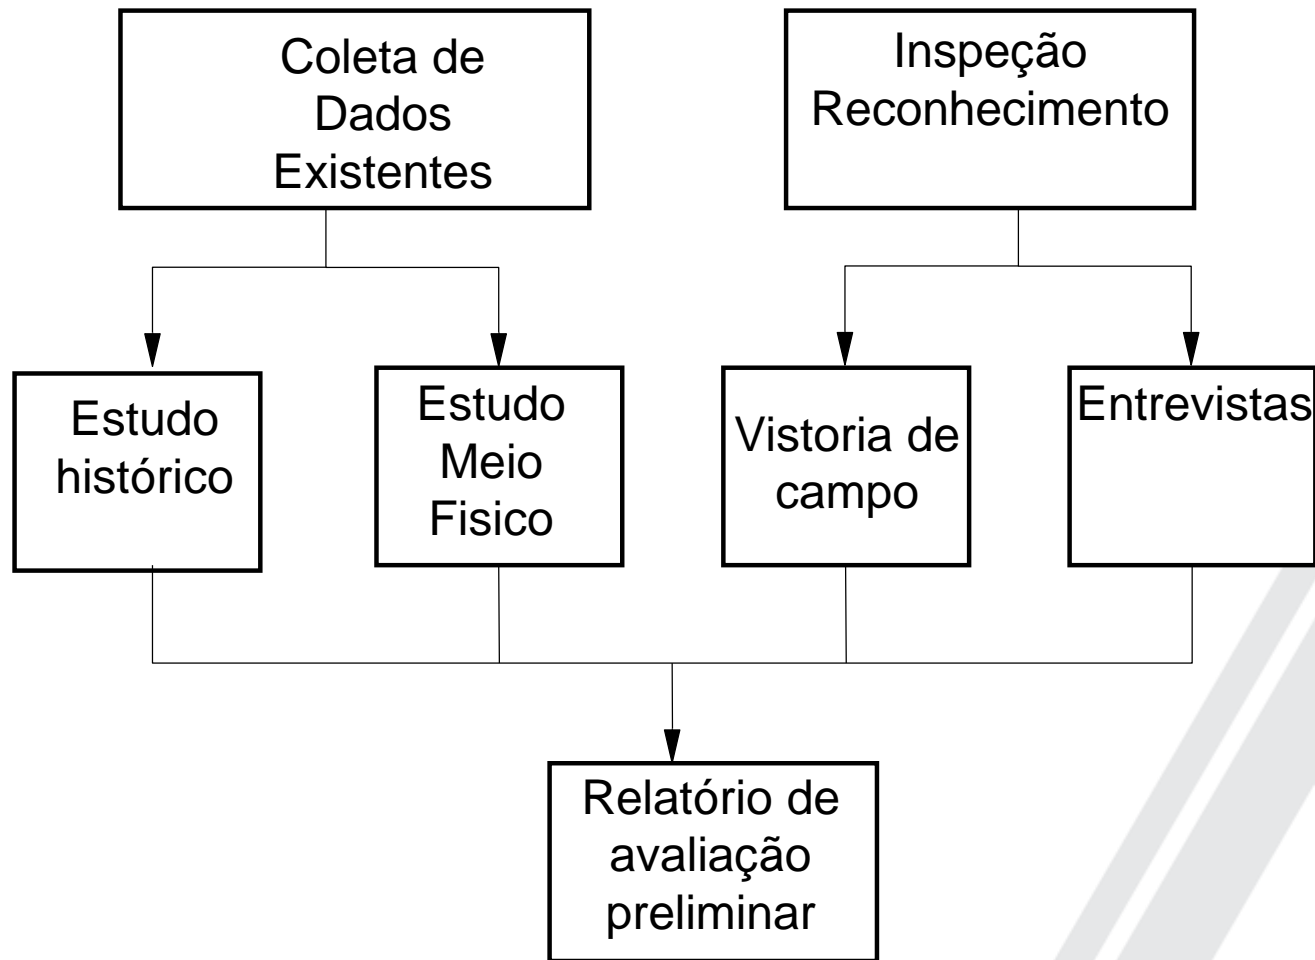 Coleta de
Dados
Existentes
Inspeção
Reconhecimento
Estudo
histórico
Estudo
Meio
Fisico
Vistoria de
campo
Entrevistas
Relatório de
avaliação
preliminar